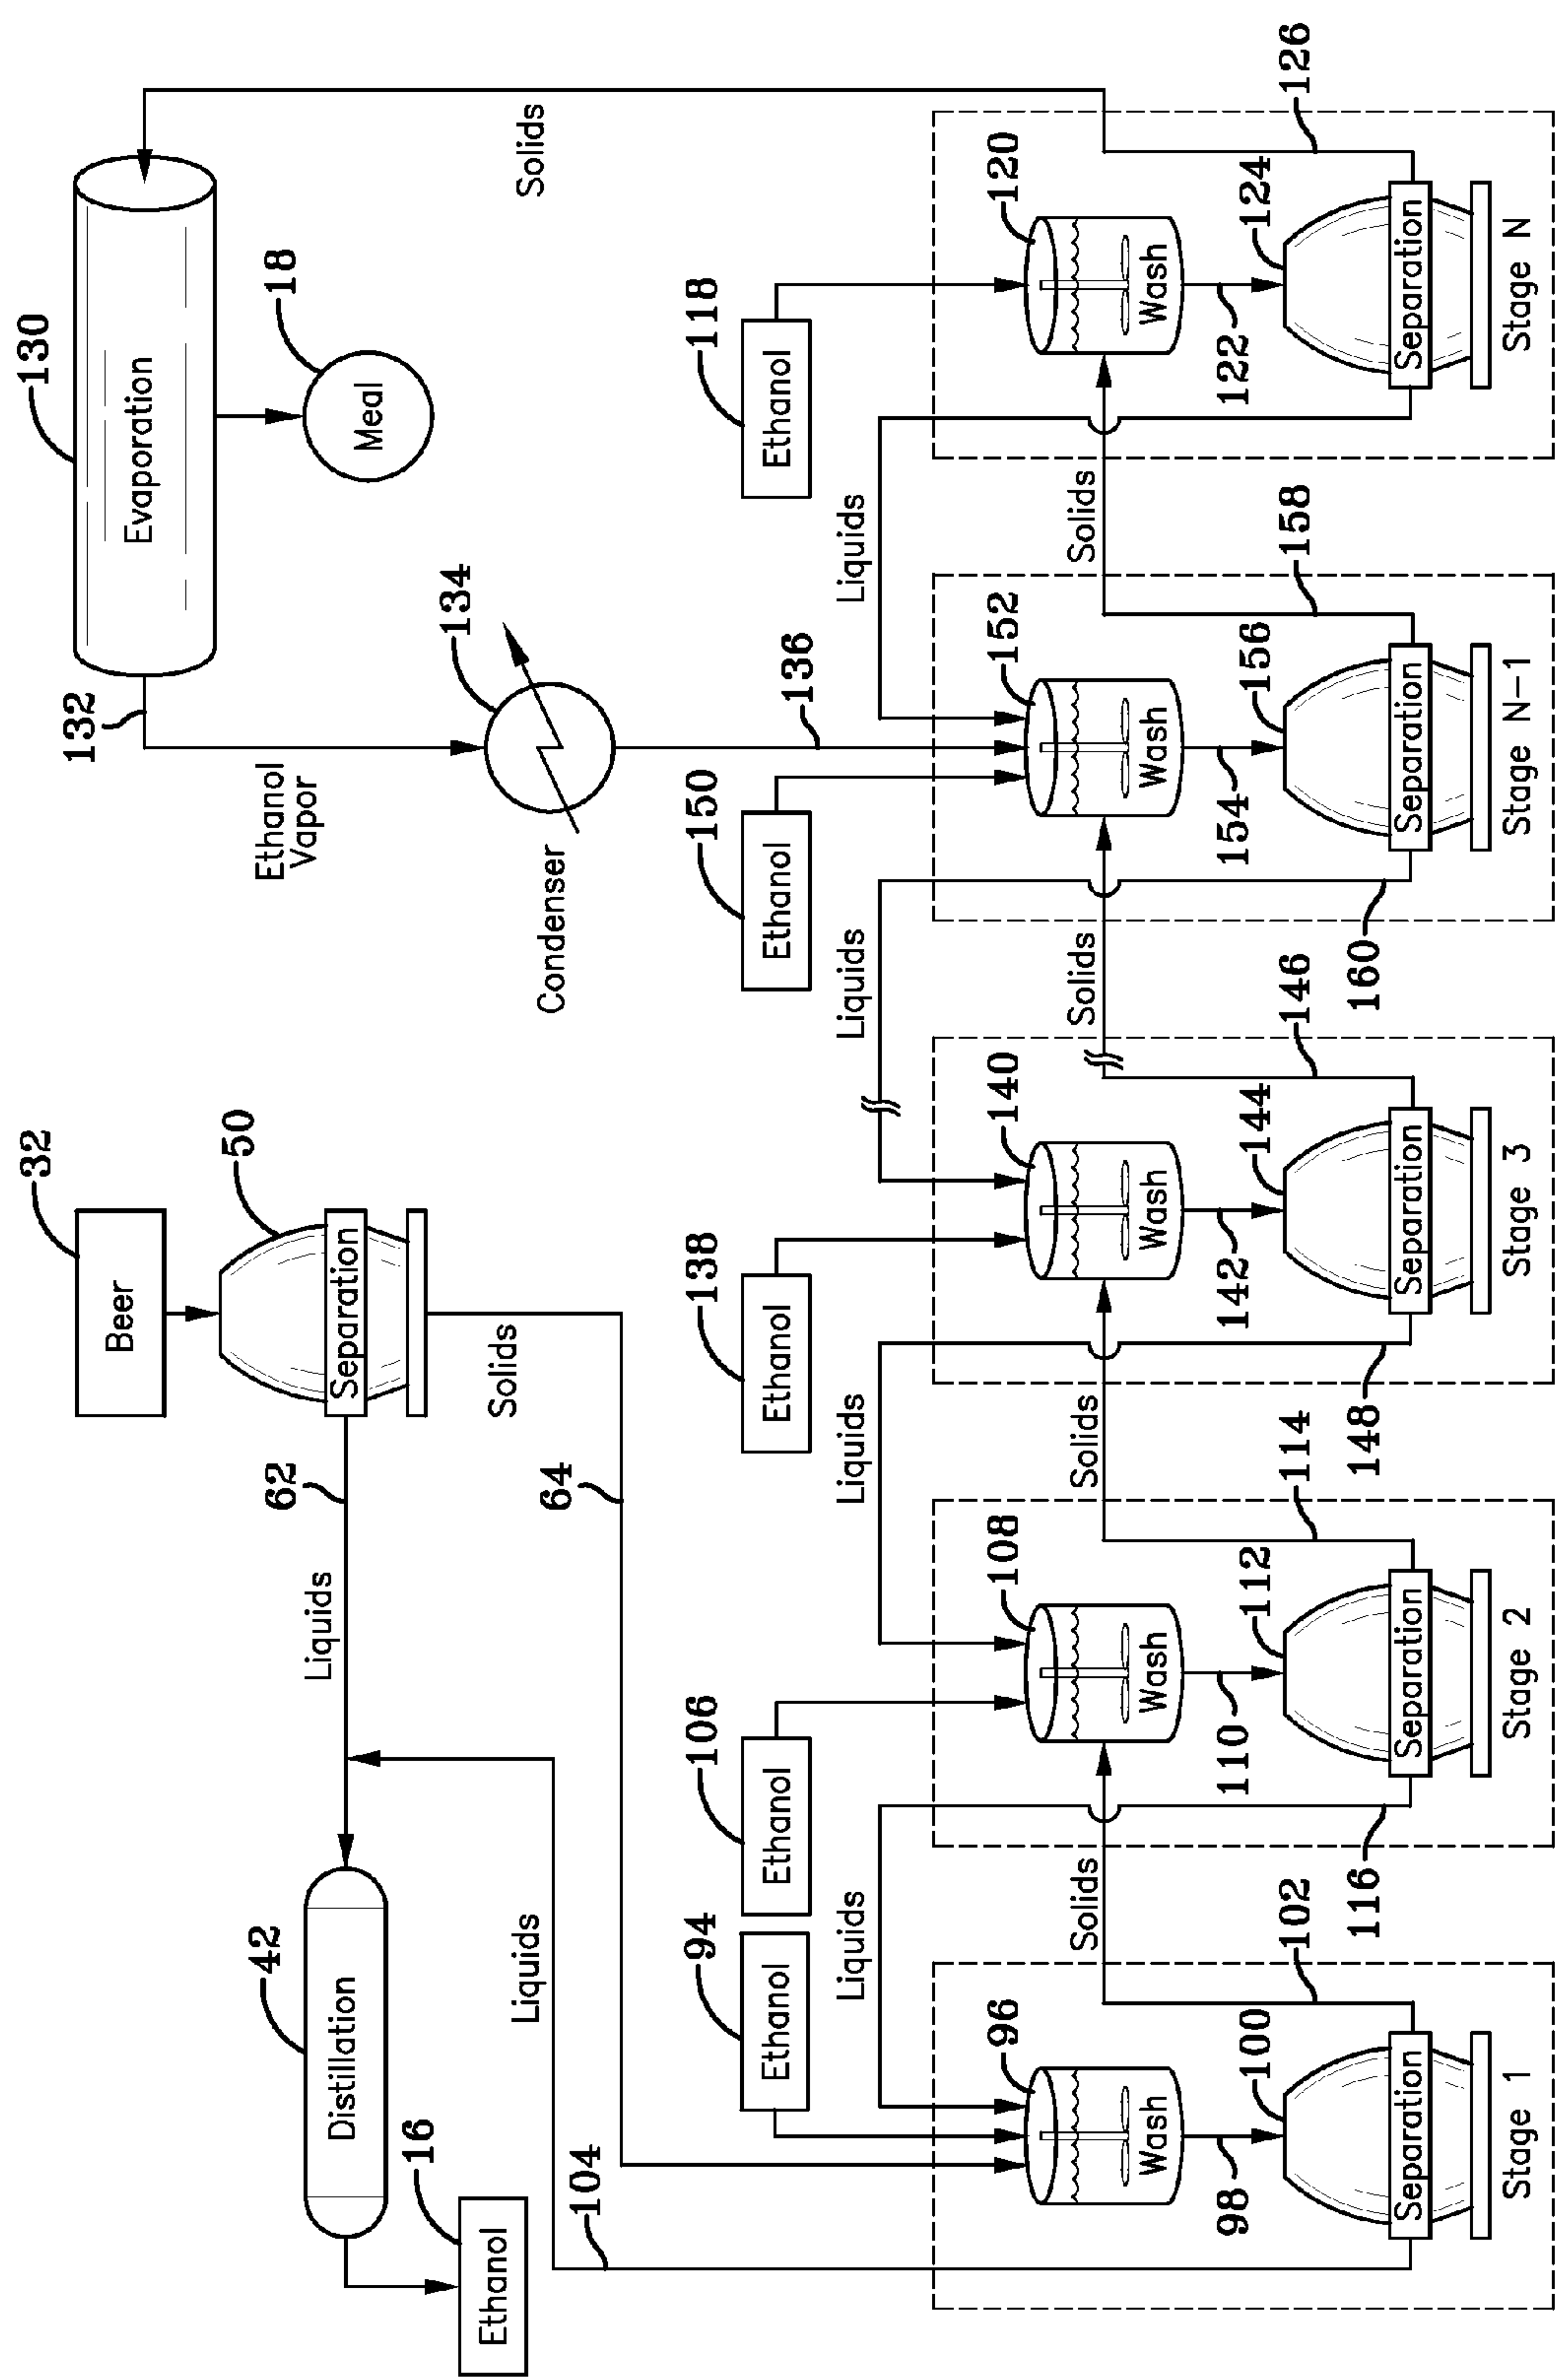 32
Beer
50
Separation
62
Liquids
Solids
64
42
Distillation
16
Ethanol
Liquids
104
130
Evaporation
18
Meal
132
Ethanol
Vapor
134
Condenser
136
Solids
94
Ethanol
106
Ethanol
138
Ethanol
150
Ethanol
118
Ethanol
Liquids
Liquids
Liquids
Liquids
96
Wash
98
100
Separation
102
Stage 1
Solids
108
Wash
110
112
Separation
114
116
Stage 2
Solids
140
Wash
142
144
Separation
146
148
Stage 3
Solids
152
Wash
154
156
Separation
158
160
Stage N-1
Solids
120
Wash
122
124
Separation
126
Stage N